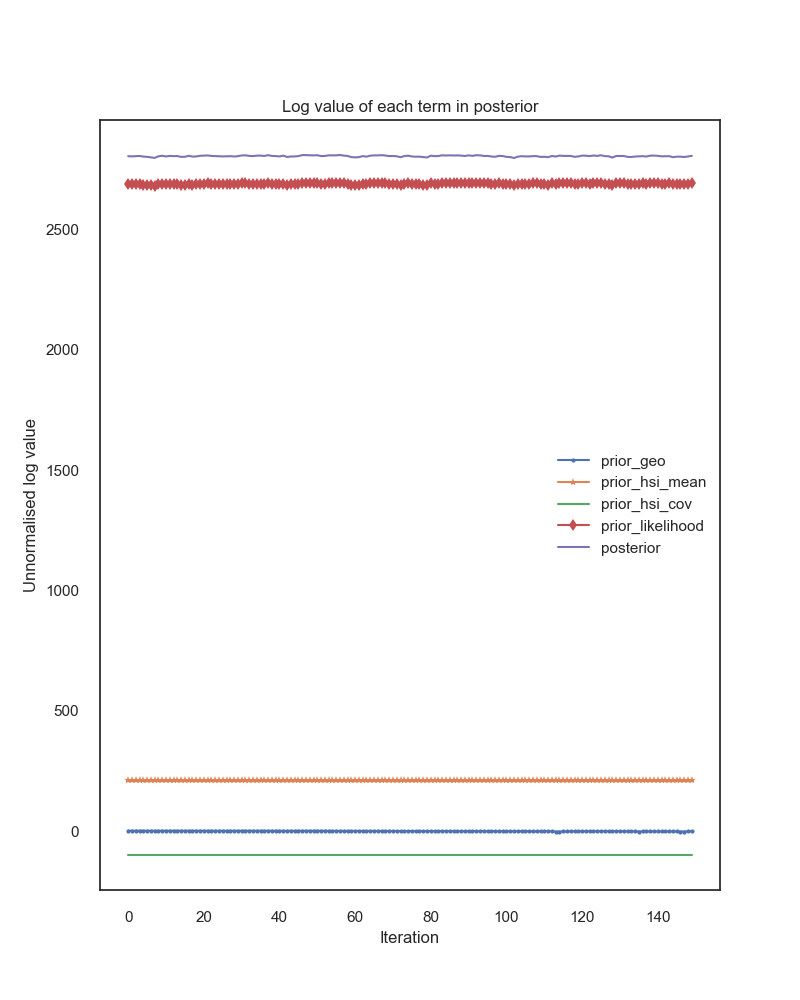 Log value of each term in posterior
Unnormalised log value
2500
2000
1500
1000
500
0
prior_geo
prior_hsi_mean
prior_hsi_cov
prior_likelihood
posterior
0 20 40 60 80 100 120 140
Iteration